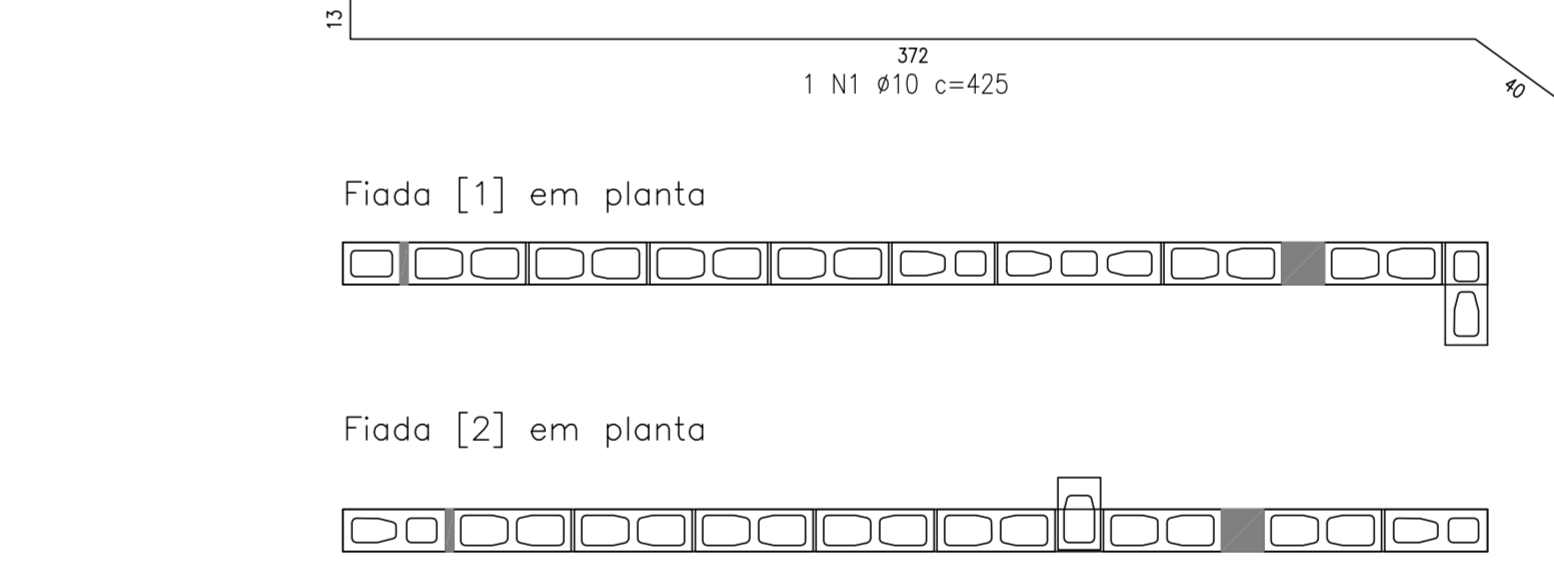 13
372
1 N1 ø10 c=425
40
Fiada [1] em planta
Fiada [2] em planta